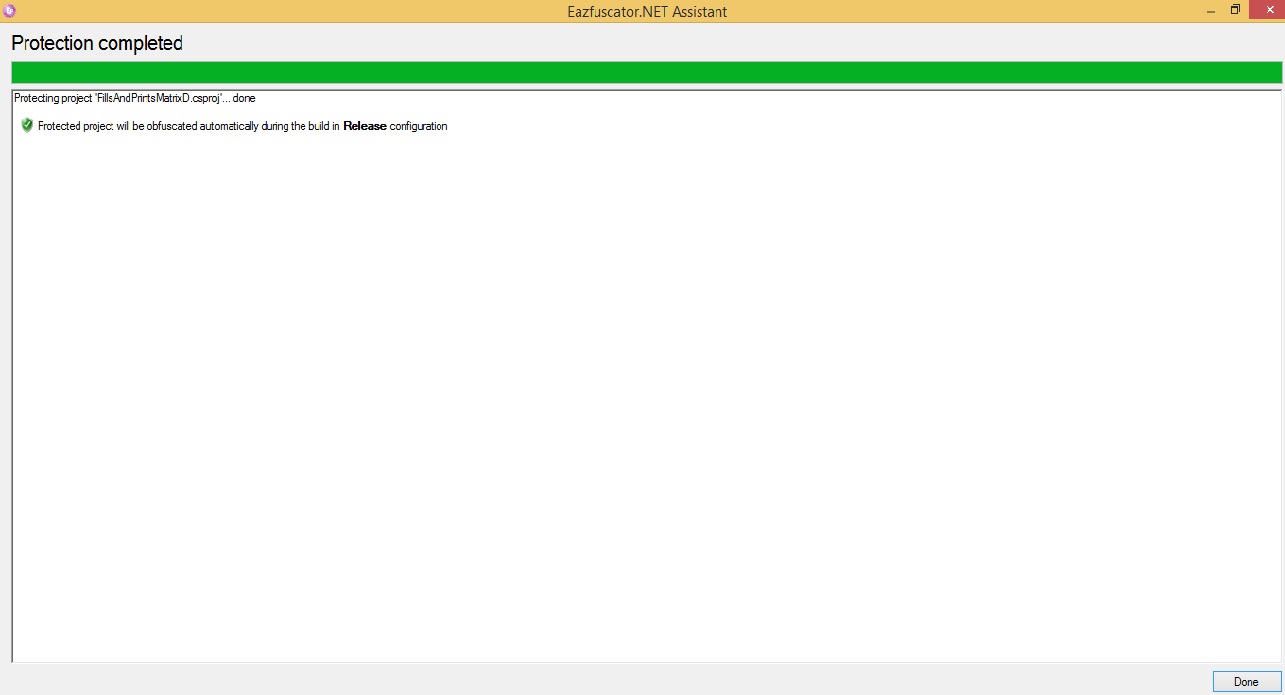 Eazfuscator.NET Assistant
Protection completed
Protecting project 'FillsAndPrintsMatrixD.csproj'... done
Protected project will be obfuscated automatically during the build in Release configuration
Done